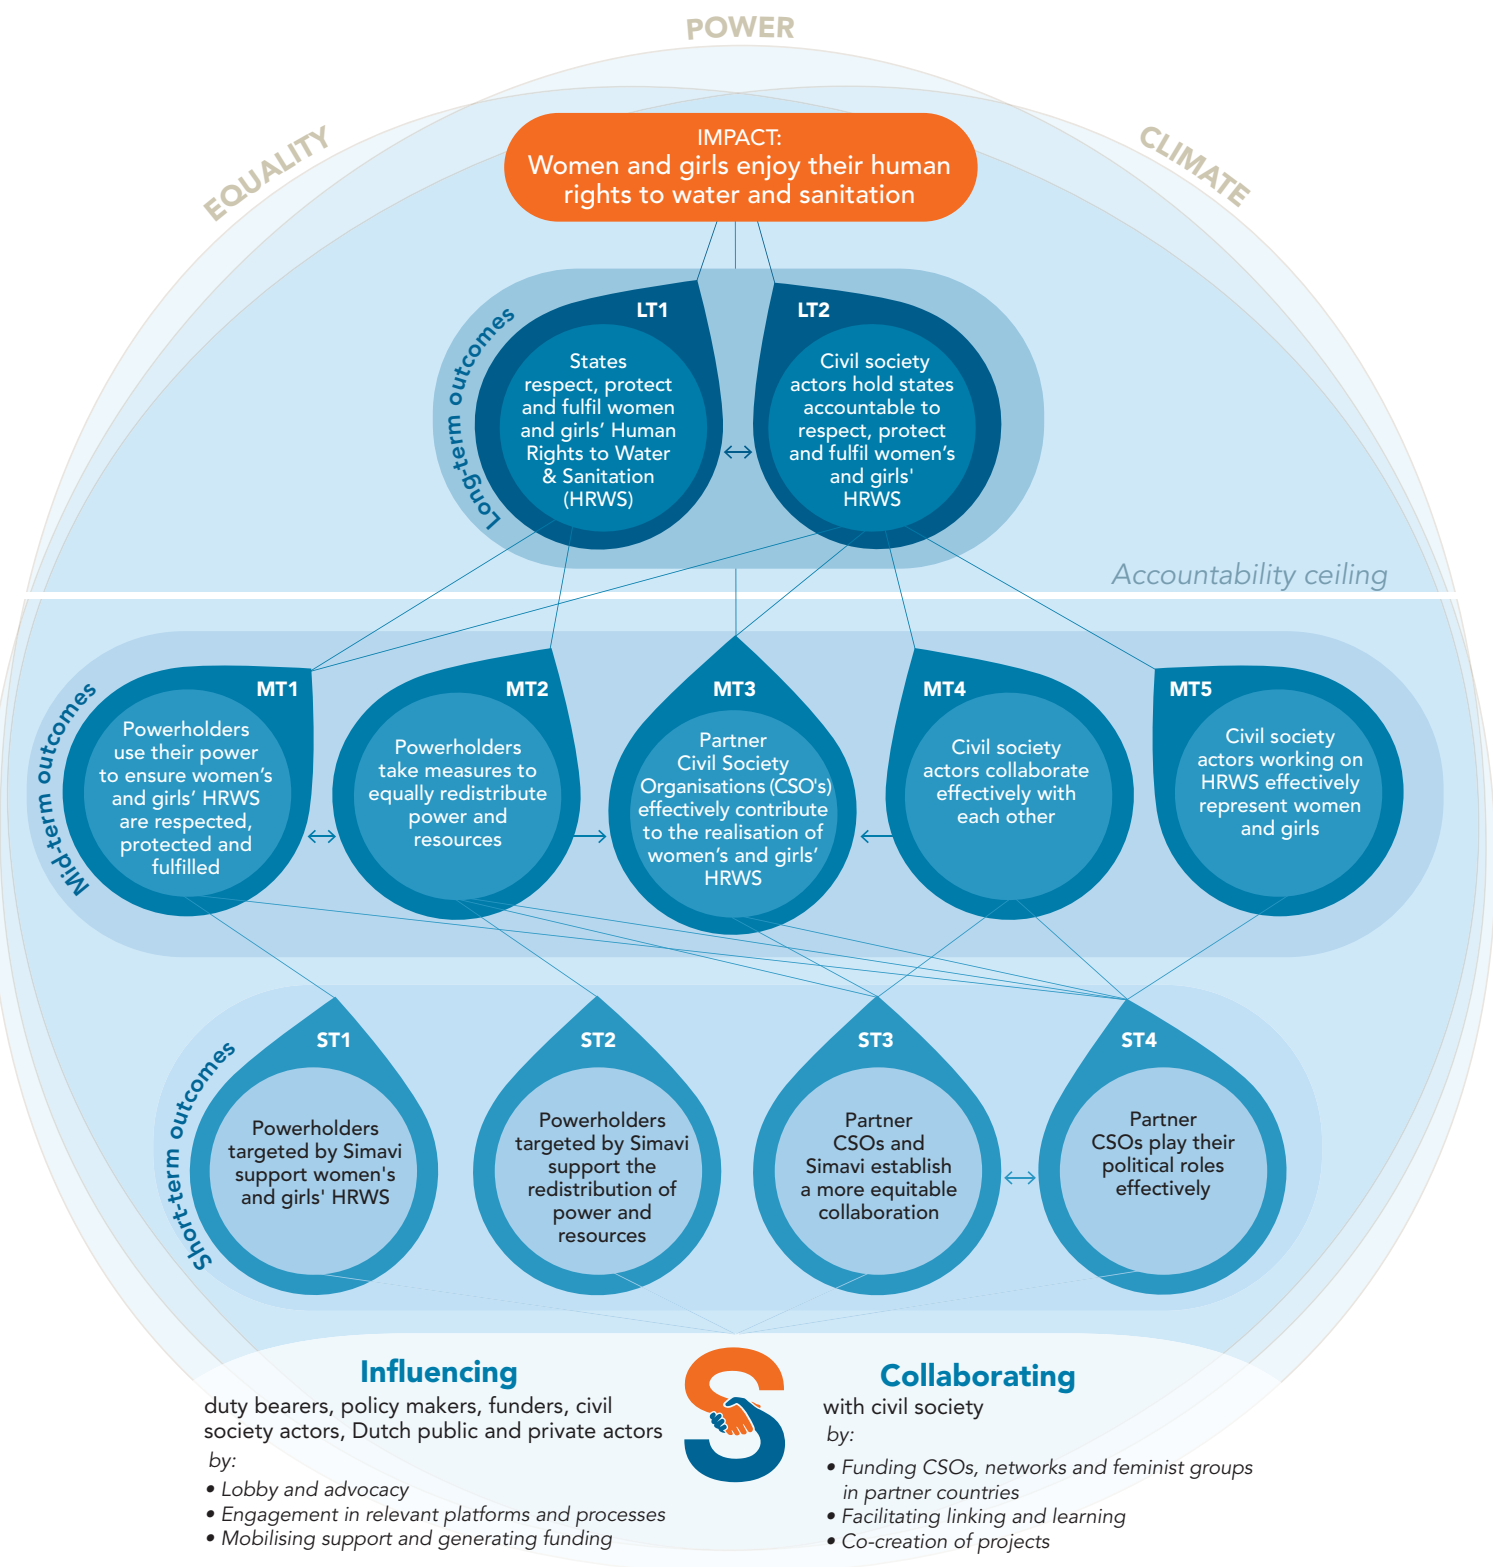 POWER
EQUALITY
CLIMATE
IMPACT:
Women and girls enjoy their human
rights to water and sanitation
Long-term outcomes
LT1
States
respect, protect
and fulfil women
and girls’ Human
Rights to Water
& Sanitation
(HRWS)
LT2
Civil society
actors hold states
accountable to
respect, protect
and fulfil women’s
and girls'
HRWS
Accountability ceiling
Mid-term outcomes
MT1
Powerholders
use their power
to ensure women’s
and girls’ HRWS
are respected,
protected and
fulfilled
MT2
Powerholders
take measures to
equally redistribute
power and
resources
MT3
Partner
Civil Society
Organisations (CSO's)
effectively contribute
to the realisation of
women’s and girls’
HRWS
MT4
Civil society
actors collaborate
effectively with
each other
MT5
Civil society
actors working on
HRWS effectively
represent women
and girls
Short-term outcomes
ST1
Powerholders
targeted by Simavi
support women's
and girls' HRWS
ST2
Powerholders
targeted by Simavi
support the
redistribution of
power and
resources
ST3
Partner
CSOs and
Simavi establish
a more equitable
collaboration
ST4
Partner
CSOs play their
political roles
effectively
Influencing
duty bearers, policy makers, funders, civil
society actors, Dutch public and private actors
by:
• Lobby and advocacy
• Engagement in relevant platforms and processes
• Mobilising support and generating funding
S
Collaborating
with civil society
by:
• Funding CSOs, networks and feminist groups
in partner countries
• Facilitating linking and learning
• Co-creation of projects